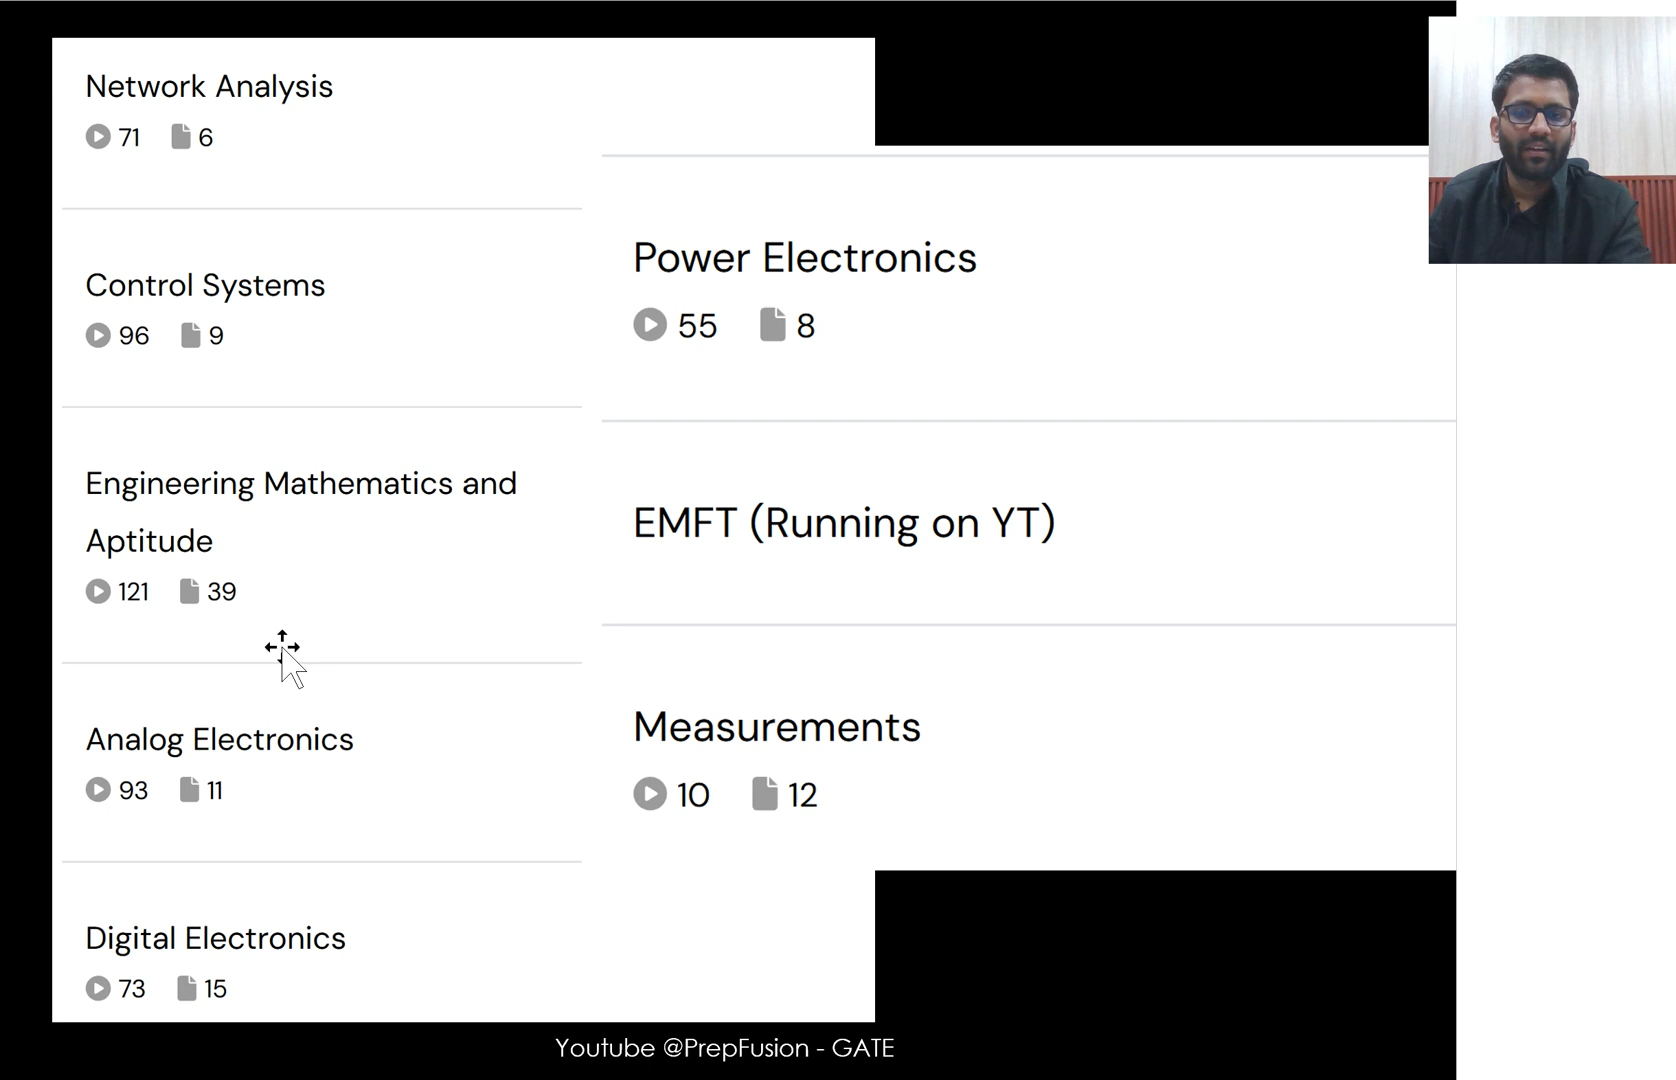 Network Analysis
71 6
Control Systems
96 9
Engineering Mathematics and
Aptitude
121 39
Analog Electronics
93 11
Digital Electronics
73 15
Power Electronics
55 8
EMFT (Running on YT)
Measurements
10 12
Youtube @PrepFusion - GATE